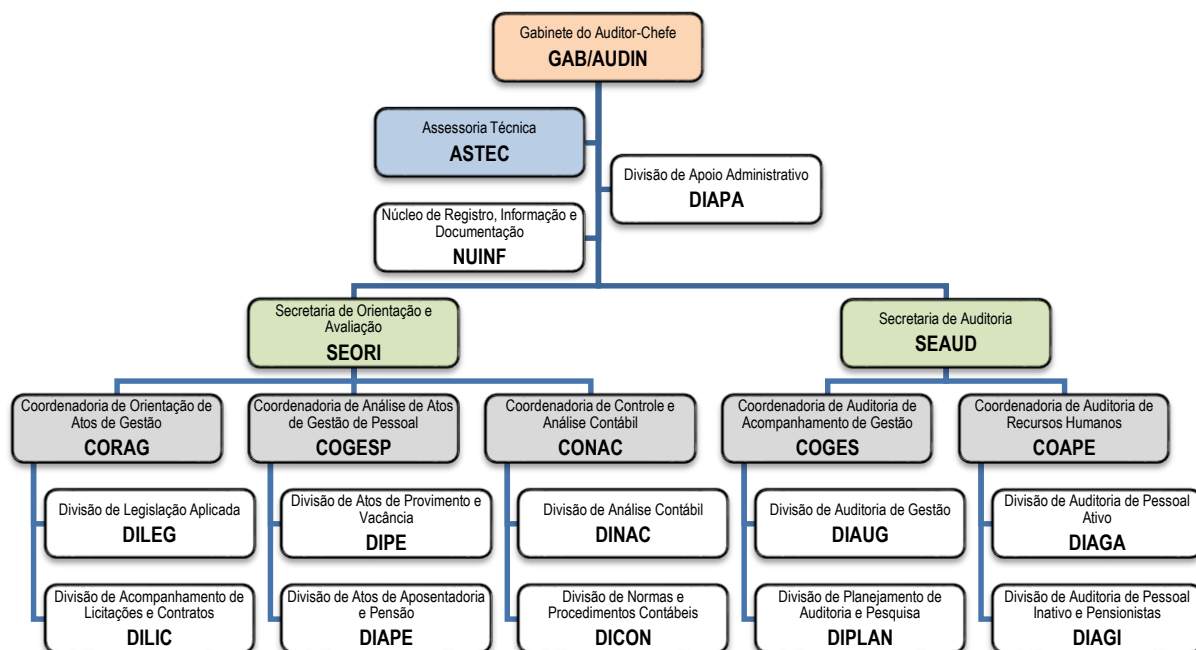 Gabinete do Auditor-Chefe
GAB/AUDIN
Assessoria Técnica
ASTEC
Divisão de Apoio Administrativo
DIAPA
Núcleo de Registro, Informação e
Documentação
NUINF
Secretaria de Orientação e
Avaliação
SEORI
Secretaria de Auditoria
SEAUD
Coordenadoria de Orientação de
Atos de Gestão
CORAG
Coordenadoria de Análise de Atos
de Gestão de Pessoal
COGESP
Coordenadoria de Controle e
Análise Contábil
CONAC
Coordenadoria de Auditoria de
Acompanhamento de Gestão
COGES
Coordenadoria de Auditoria de
Recursos Humanos
COAPE
Divisão de Legislação Aplicada
DILEG
Divisão de Atos de Provimento e
Vacância
DIPE
Divisão de Análise Contábil
DINAC
Divisão de Auditoria de Gestão
DIAUG
Divisão de Auditoria de Pessoal
Ativo
DIAGA
Divisão de Acompanhamento de
Licitações e Contratos
DILIC
Divisão de Atos de Aposentadoria
e Pensão
DIAPE
Divisão de Normas e
Procedimentos Contábeis
DICON
Divisão de Planejamento de
Auditoria e Pesquisa
DIPLAN
Divisão de Auditoria de Pessoal
Inativo e Pensionistas
DIAGI